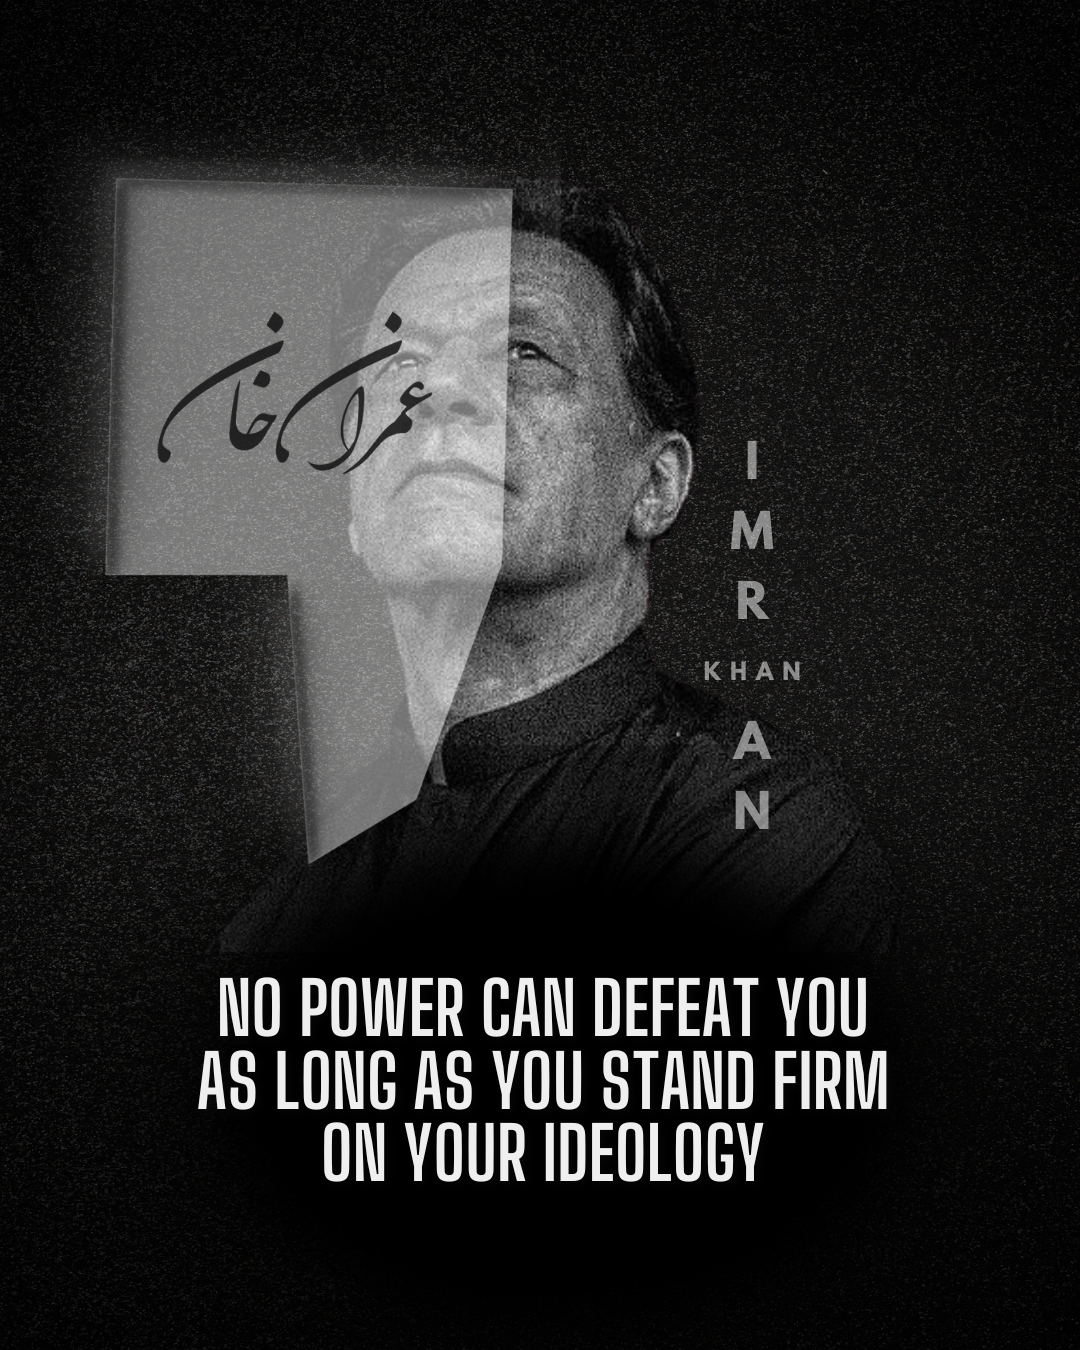 عمران خان
I
M
R
KHAN
A
N
NO POWER CAN DEFEAT YOU
AS LONG AS YOU STAND FIRM
ON YOUR IDEOLOGY